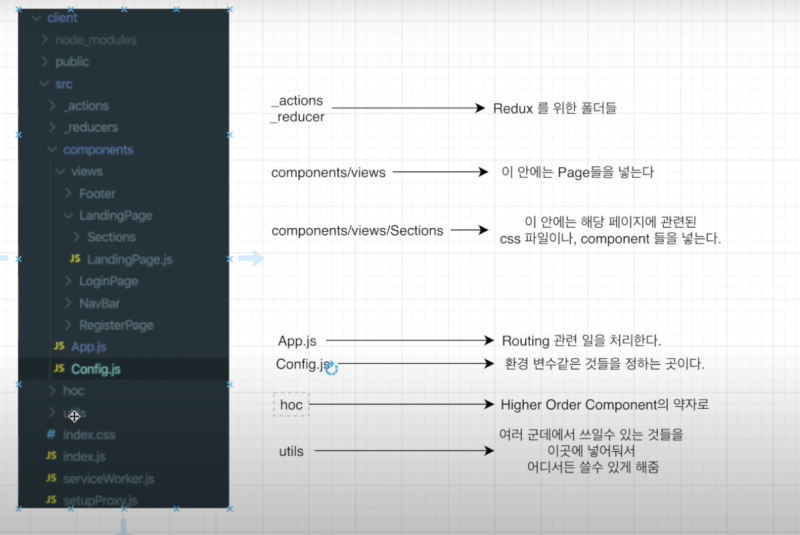 client
node_modules
public
src
_actions
_reducers
components
views
Footer
LandingPage
Sections
JS LandingPage.js
LoginPage
NavBar
RegisterPage
JS App.js
JS Config.js
hoc
utils
# index.css
JS index.js
JS serviceWorker.js
JS setupProxy.js
_actions
_reducer
Redux 를 위한 폴더들
components/views
이 안에는 Page들을 넣는다
components/views/Sections
이 안에는 해당 페이지에 관련된
css 파일이나, component 들을 넣는다.
App.js
Routing 관련 일을 처리한다.
Config.js
환경 변수같은 것들을 정하는 곳이다.
hoc
Higher Order Component의 약자로
utils
여러 군데에서 쓰일수 있는 것들을
이곳에 넣어둬서
어디서든 쓸수 있게 해줌